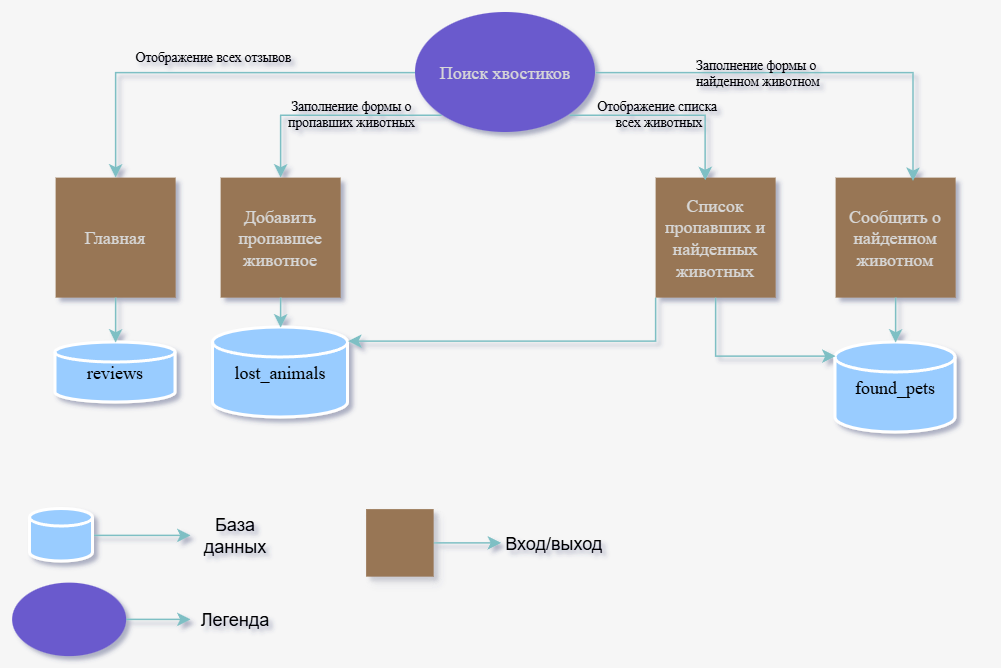 Отображение всех отзывов
Поиск хвостиков
Заполнение формы о
найденном животном
Заполнение формы о
пропавших животных
Отображение списка
всех животных
Главная
Добавить
пропавшее
животное
Список
пропавших и
найденных
животных
Сообщить о
найденном
животном
reviews
lost_animals
found_pets
База
данных
Вход/выход
Легенда